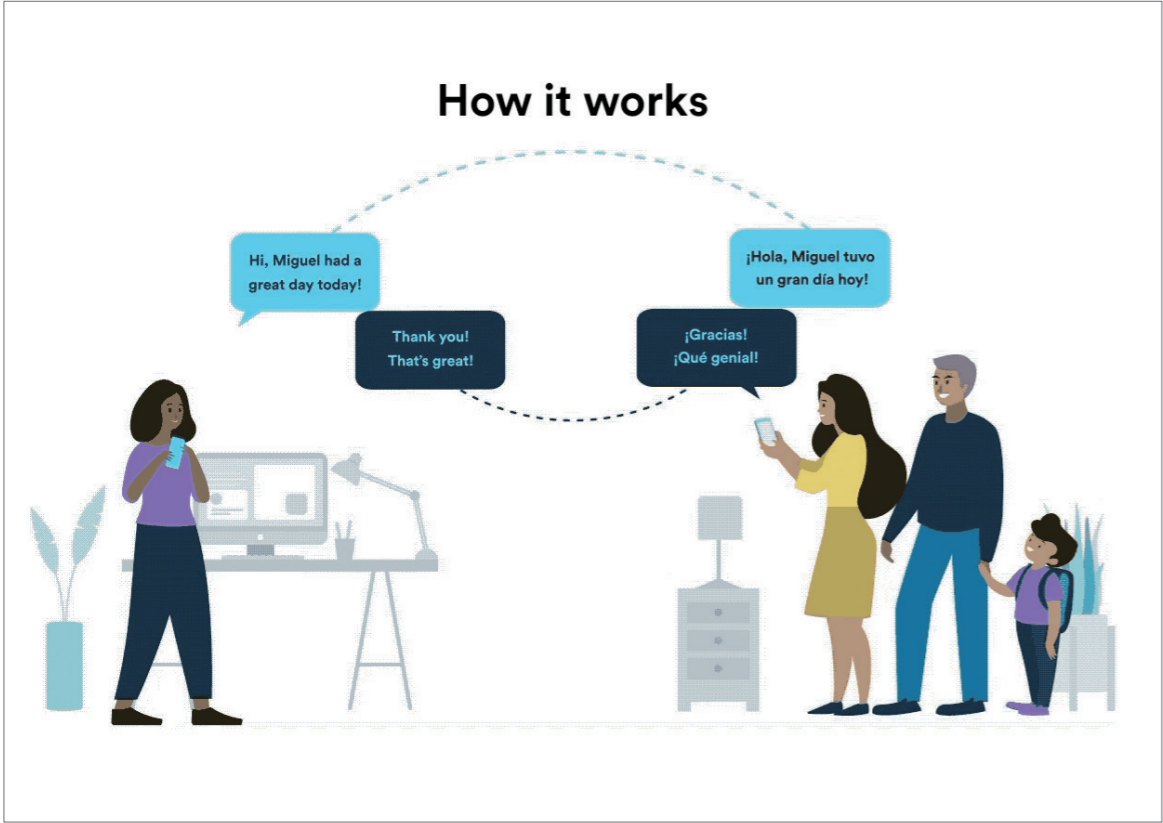 How it works
Hi, Miguel had a
great day today!
¡Hola, Miguel tuvo
un gran día hoy!
Thank you!
That's great!
¡Gracias!
¡Qué genial!